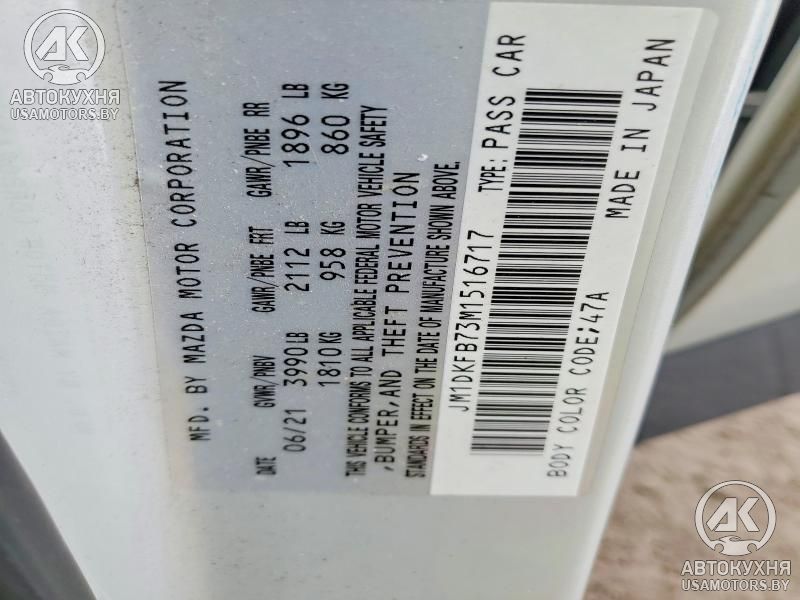 MFD. BY MAZDA MOTOR CORPORATION
DATE GVWR/PNBV GAWR/PNBE FRT GAWR/PNBE RR
06/21 3990LB 2112 LB 1896 LB
1810KG 958 KG 860 KG
THIS VEHICLE CONFORMS TO ALL APPLICABLE FEDERAL MOTOR VEHICLE SAFETY
,BUMPER,AND THEFT PREVENTION
STANDARDS IN EFFECT ON THE DATE OF MANUFACTURE SHOWN ABOVE.
JM1DKFB73M1516717 TYPE: PASS CAR
BODY COLOR CODE;47A MADE IN JAPAN
АК
АВТОКУХНЯ
USAMOTORS.BY
АК
АВТОКУХНЯ
USAMOTORS.BY